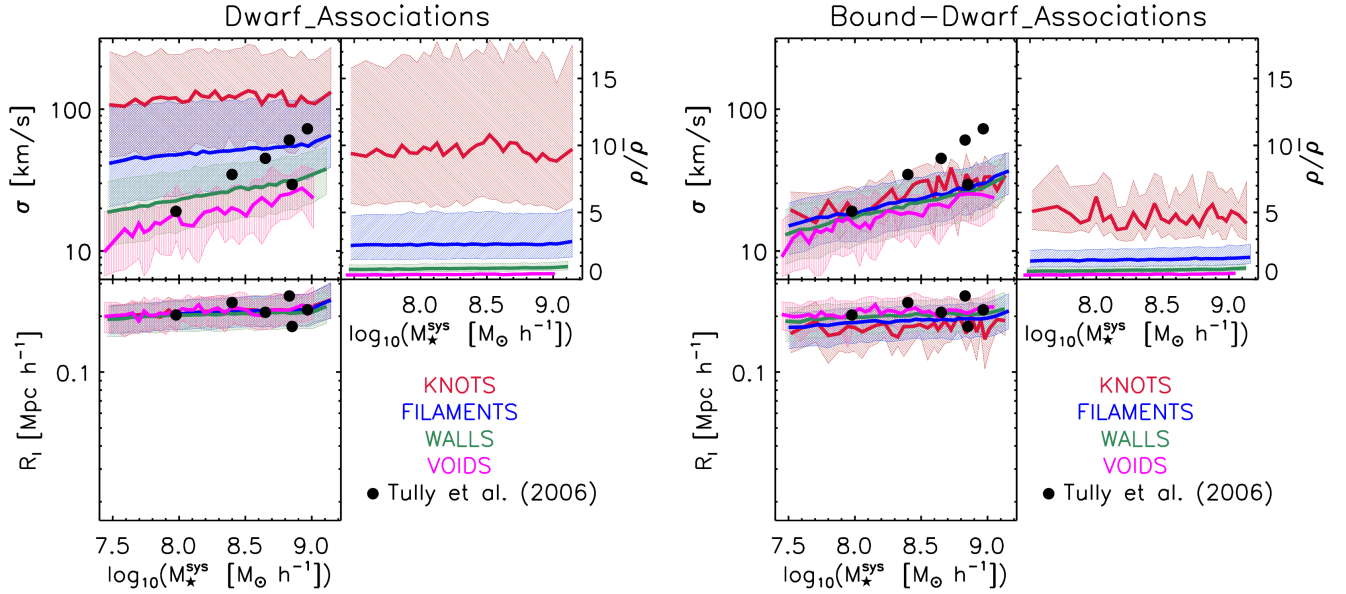 Dwarf_Associations
100
10
σ [km/s]
15
10
5
0
ρ/ρ̄
0.1
R_I [Mpc h⁻¹]
8.0 8.5 9.0
log₁₀(M★^sys [M☉ h⁻¹])
KNOTS
FILAMENTS
WALLS
VOIDS
Tully et al. (2006)
7.5 8.0 8.5 9.0
log₁₀(M★^sys [M☉ h⁻¹])
Bound−Dwarf_Associations
100
10
σ [km/s]
15
10
5
0
ρ/ρ̄
0.1
R_I [Mpc h⁻¹]
8.0 8.5 9.0
log₁₀(M★^sys [M☉ h⁻¹])
KNOTS
FILAMENTS
WALLS
VOIDS
Tully et al. (2006)
7.5 8.0 8.5 9.0
log₁₀(M★^sys [M☉ h⁻¹])